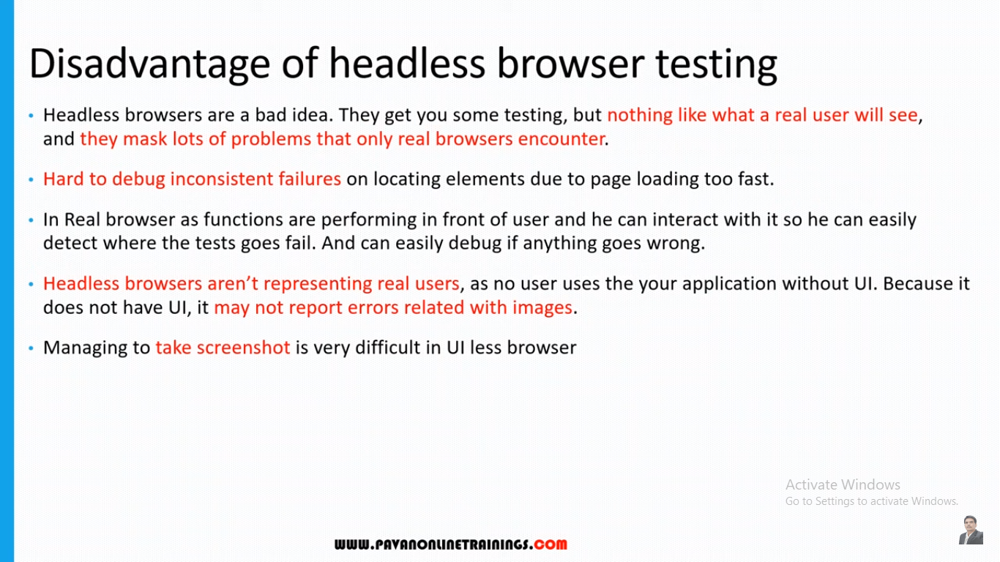 Disadvantage of headless browser testing
• Headless browsers are a bad idea. They get you some testing, but nothing like what a real user will see,
and they mask lots of problems that only real browsers encounter.
• Hard to debug inconsistent failures on locating elements due to page loading too fast.
• In Real browser as functions are performing in front of user and he can interact with it so he can easily
detect where the tests goes fail. And can easily debug if anything goes wrong.
• Headless browsers aren’t representing real users, as no user uses the your application without UI. Because it
does not have UI, it may not report errors related with images.
• Managing to take screenshot is very difficult in UI less browser
Activate Windows
Go to Settings to activate Windows.
WWW.PAVANONLINETRAININGS.COM